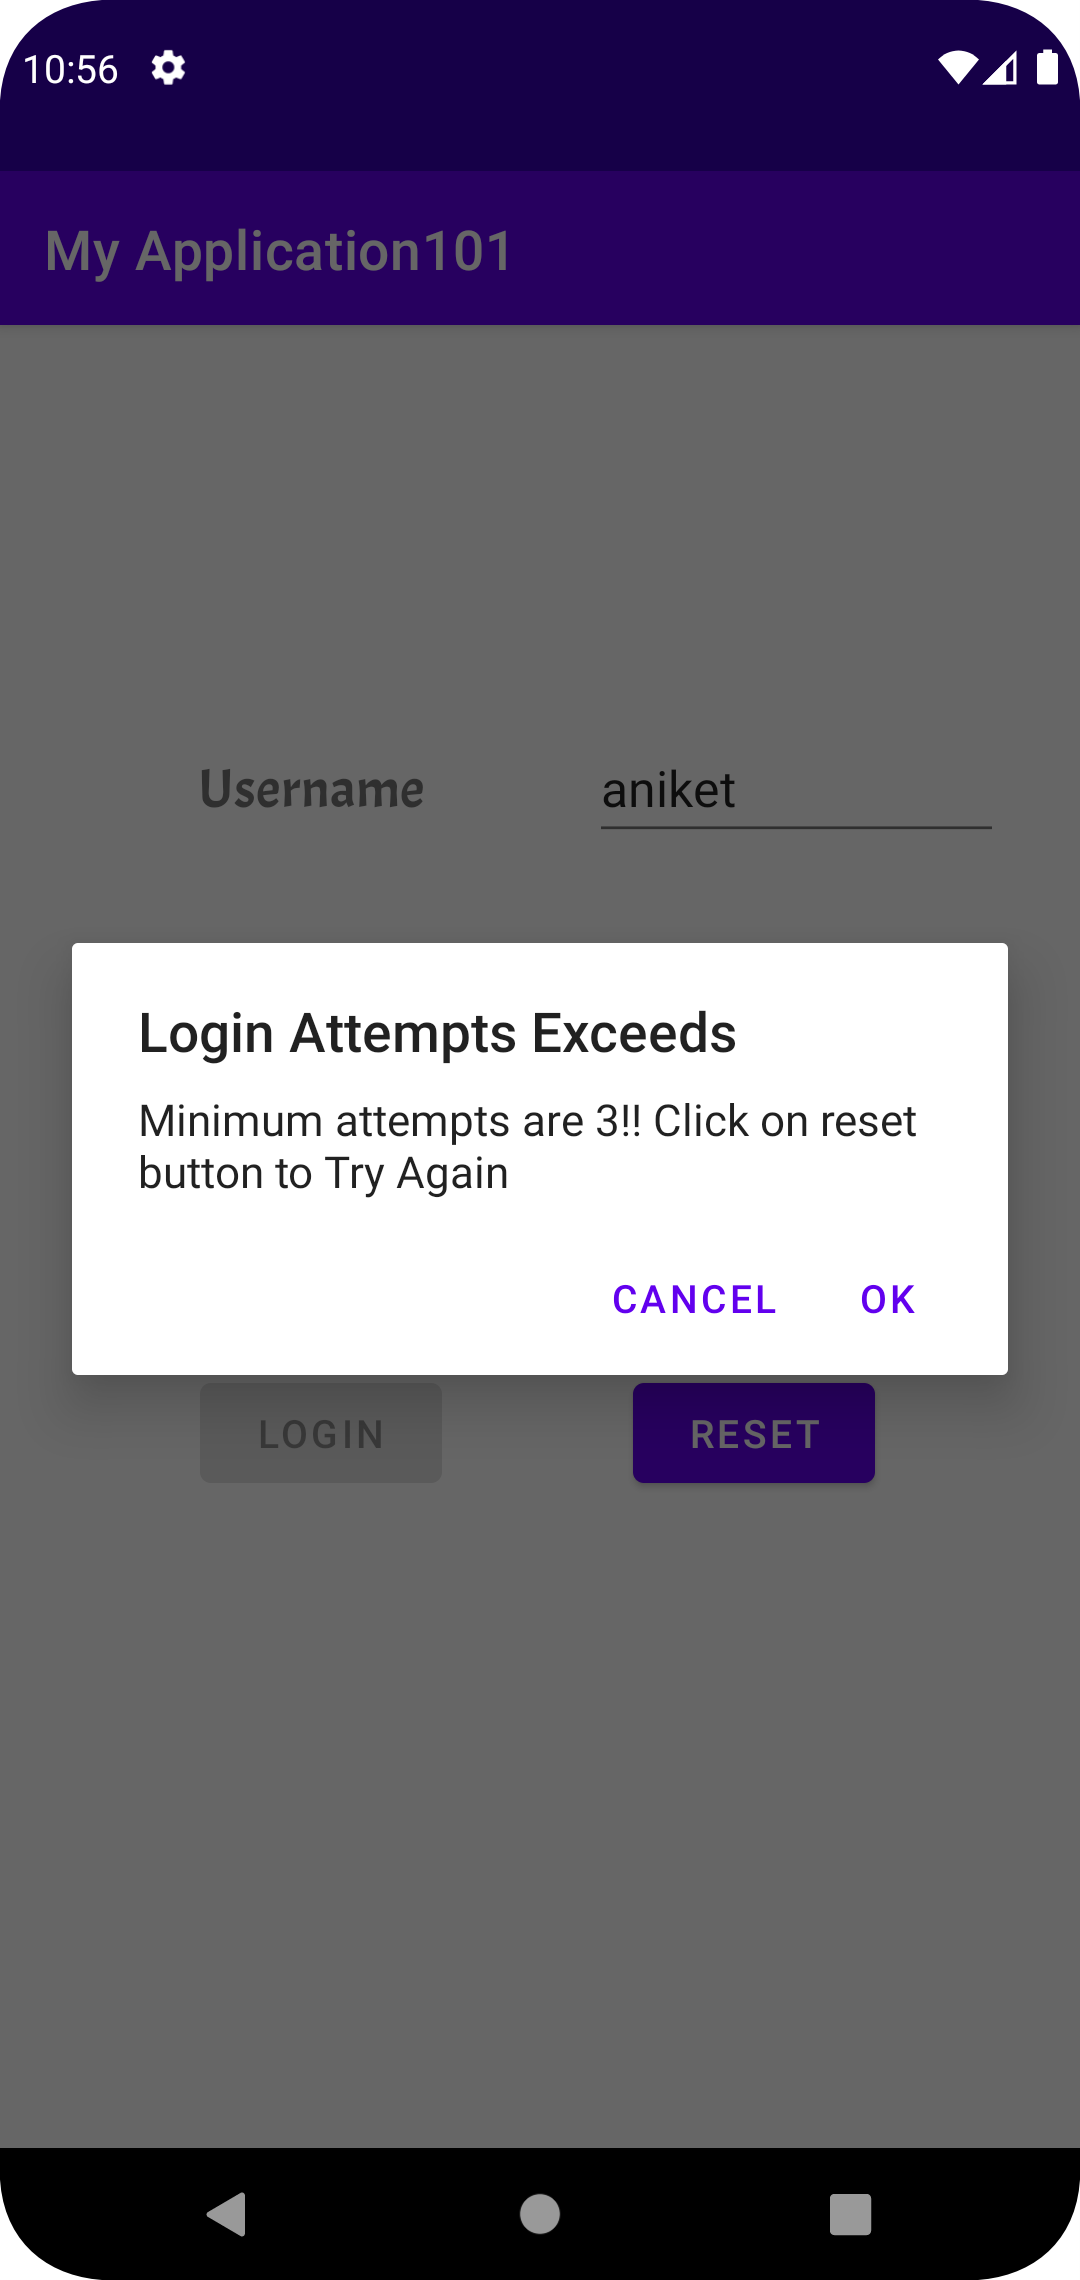 10:56
My Application101
Username
aniket
Login Attempts Exceeds
Minimum attempts are 3!! Click on reset
button to Try Again
CANCEL OK
LOGIN RESET